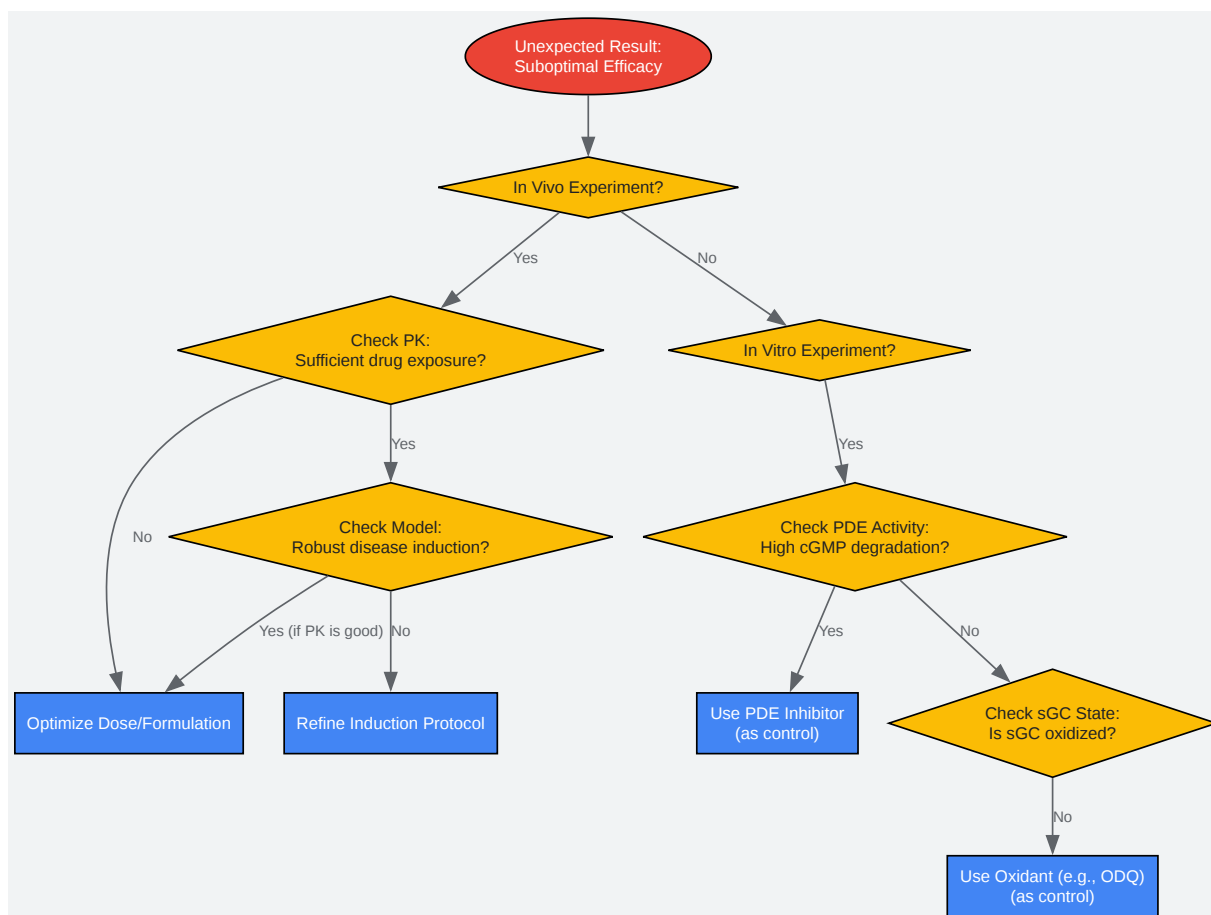 Unexpected Result:
Suboptimal Efficacy
In Vivo Experiment?
Yes
No
Check PK:
Sufficient drug exposure?
In Vitro Experiment?
Yes
Yes
No
Check Model:
Robust disease induction?
Check PDE Activity:
High cGMP degradation?
Yes (if PK is good)
No
Yes
No
Optimize Dose/Formulation
Refine Induction Protocol
Use PDE Inhibitor
(as control)
Check sGC State:
Is sGC oxidized?
No
Use Oxidant (e.g., ODQ)
(as control)